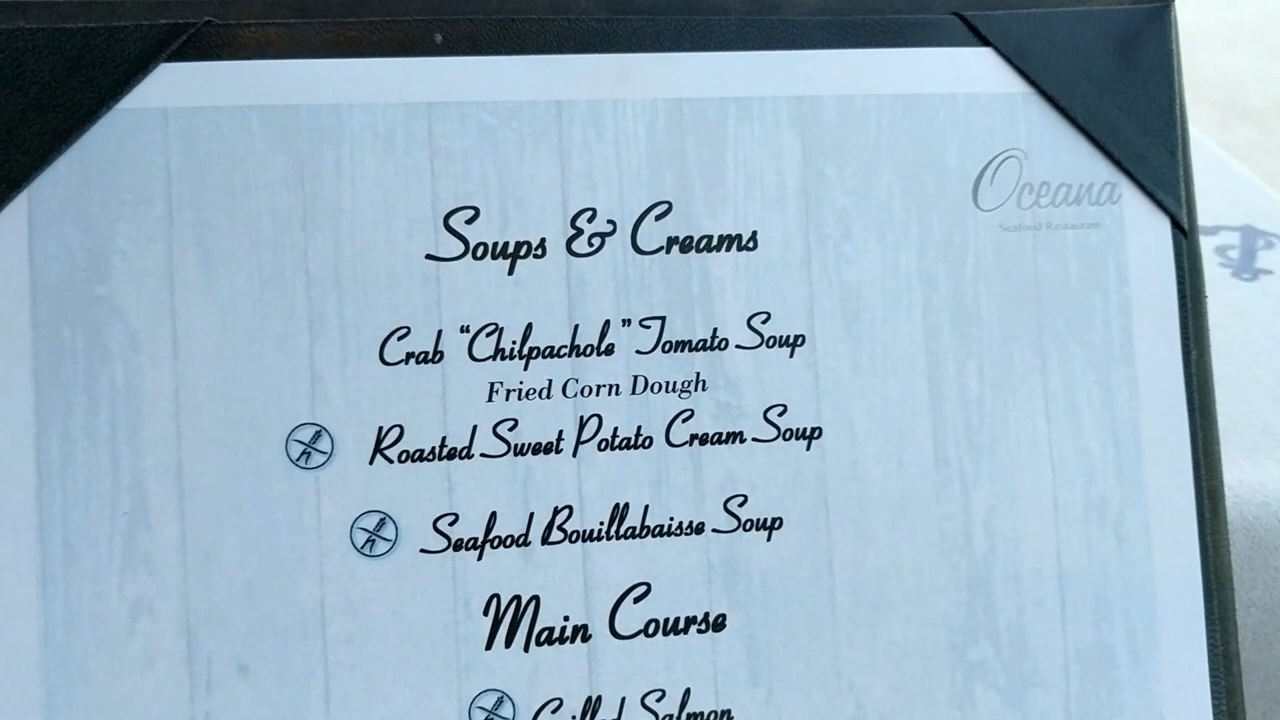 Oceana
Seafood Restaurant
Soups & Creams
Crab “Chilpachole” Tomato Soup
Fried Corn Dough
Roasted Sweet Potato Cream Soup
Seafood Bouillabaisse Soup
Main Course
Grilled Salmon